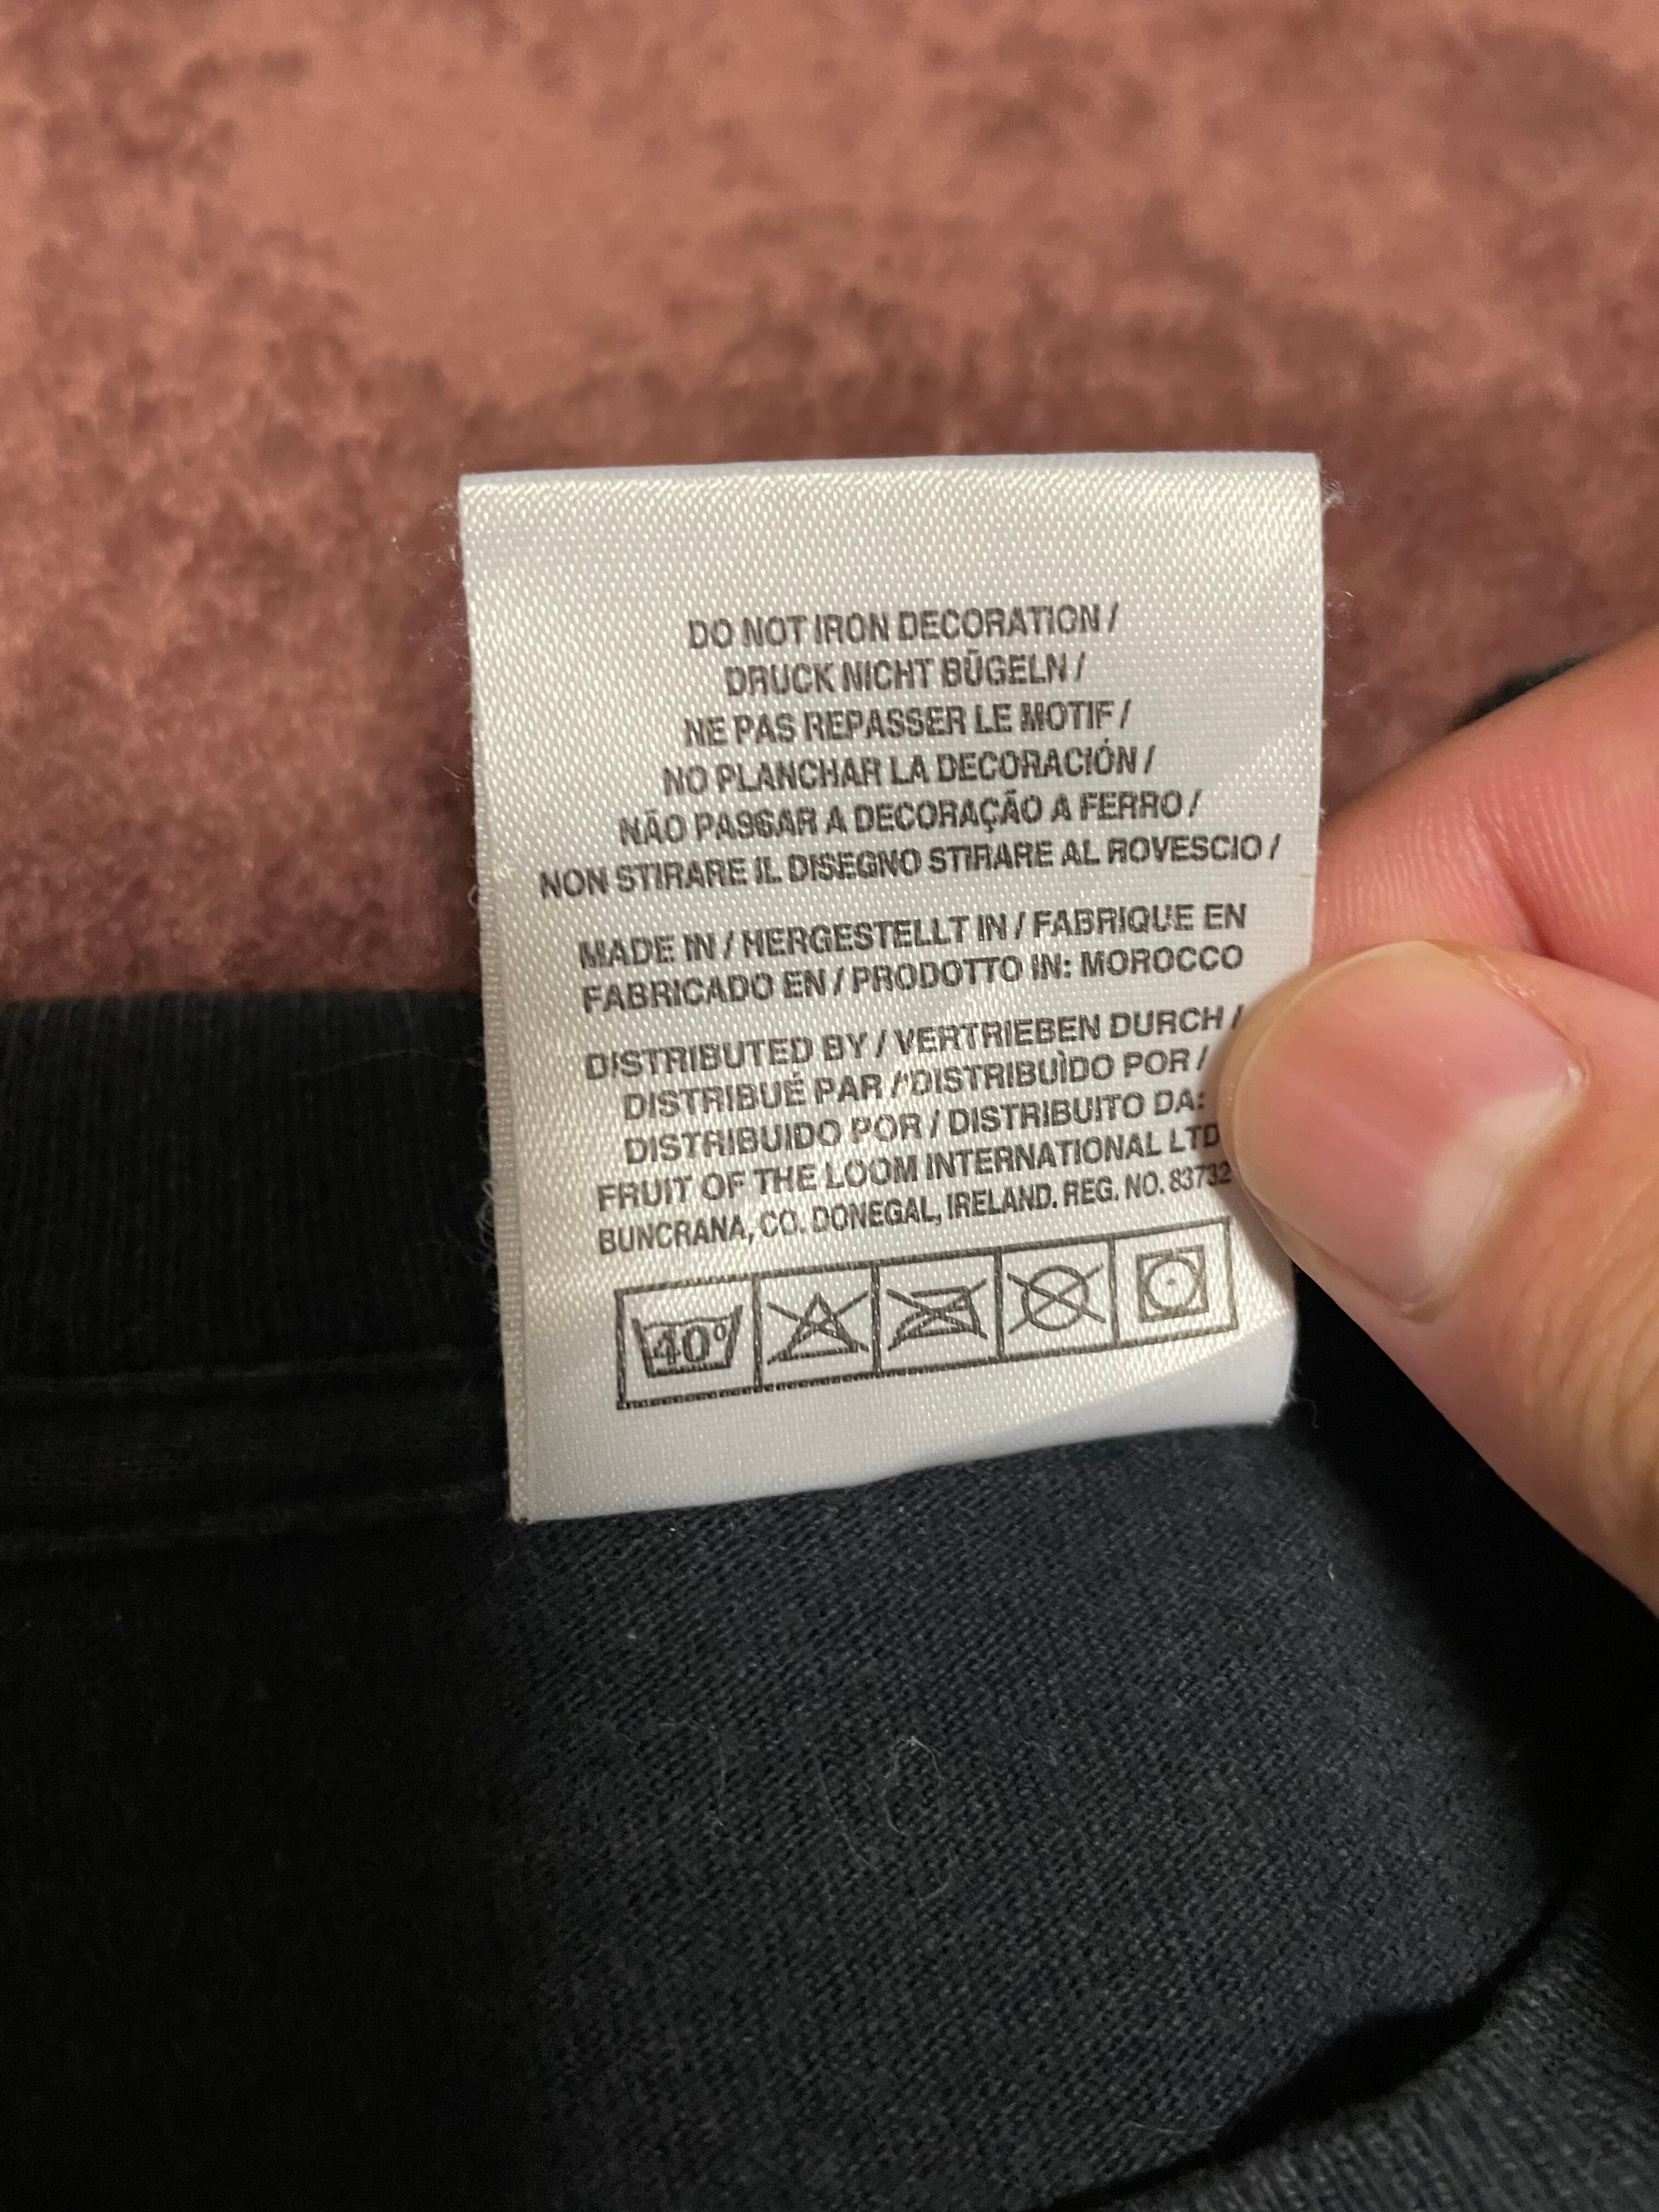 DO NOT IRON DECORATION /
DRUCK NICHT BÜGELN /
NE PAS REPASSER LE MOTIF /
NO PLANCHAR LA DECORACIÓN /
NÃO PASSAR A DECORAÇÃO A FERRO /
NON STIRARE IL DISEGNO STIRARE AL ROVESCIO /
MADE IN / HERGESTELLT IN / FABRIQUE EN
FABRICADO EN / PRODOTTO IN: MOROCCO
DISTRIBUTED BY / VERTRIEBEN DURCH /
DISTRIBUÉ PAR / DISTRIBUÌDO POR /
DISTRIBUIDO POR / DISTRIBUITO DA:
FRUIT OF THE LOOM INTERNATIONAL LTD
BUNCRANA, CO. DONEGAL, IRELAND. REG. NO. 83732
40°